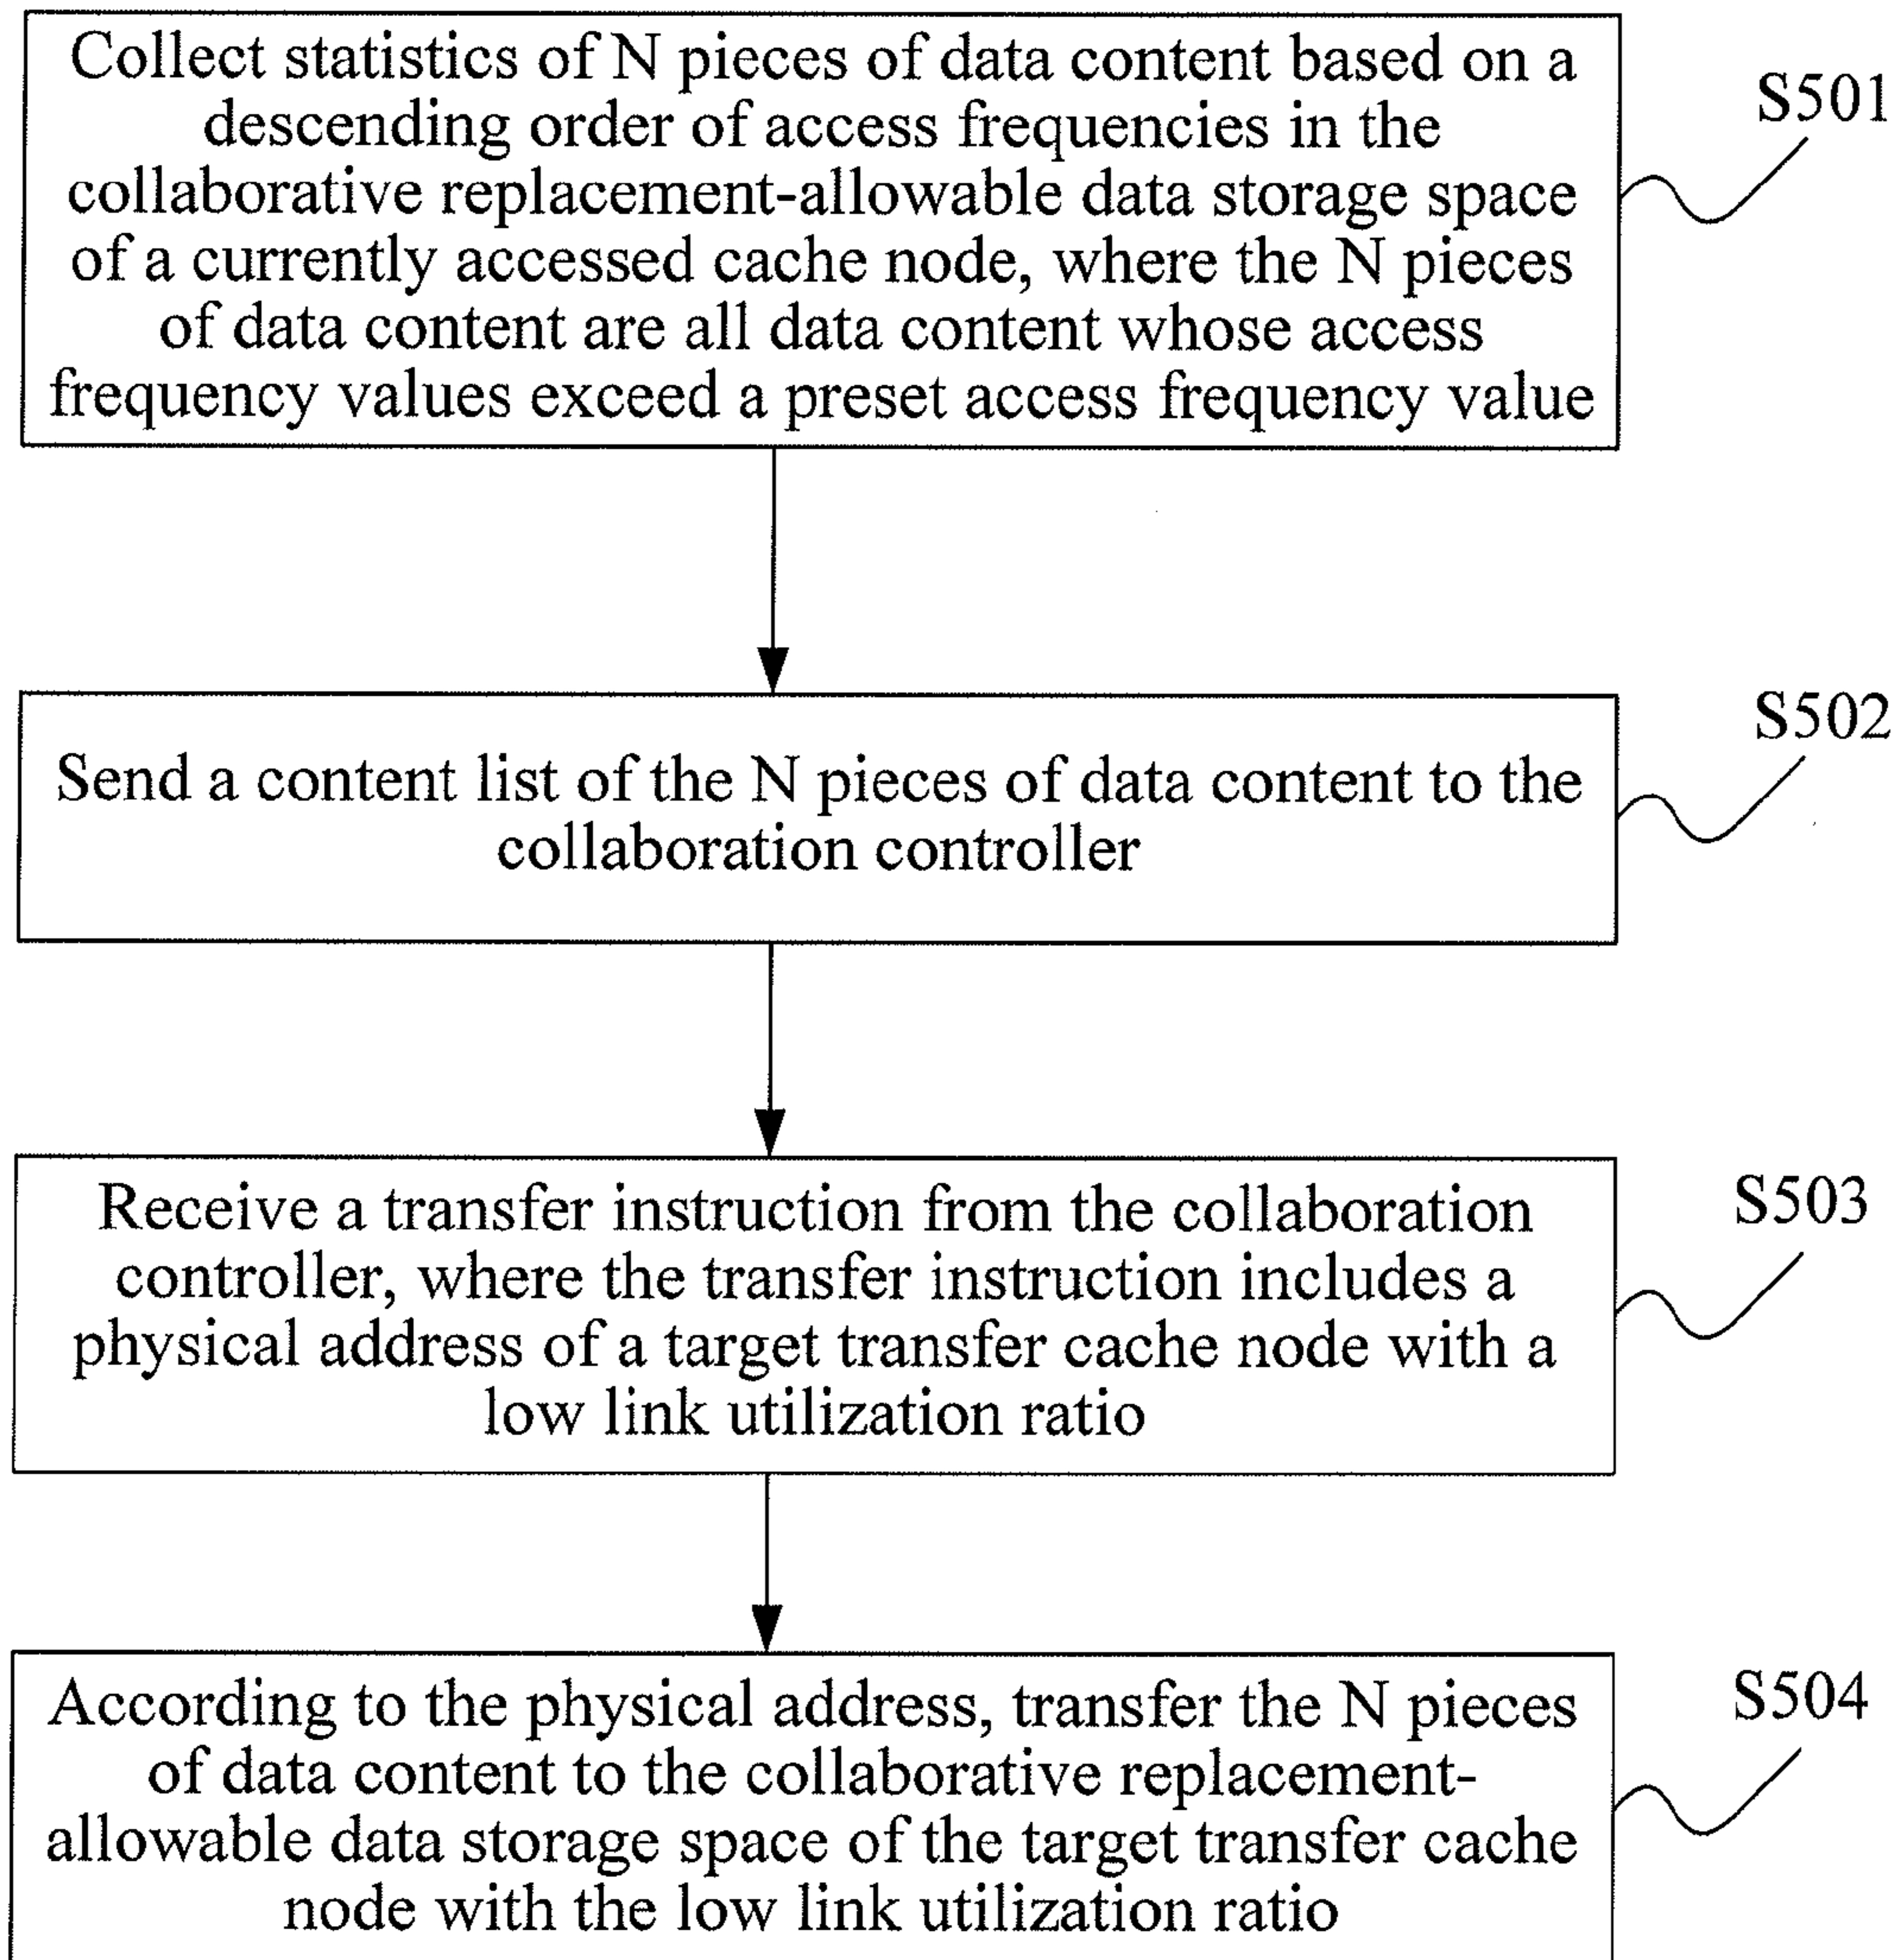 Collect statistics of N pieces of data content based on a
descending order of access frequencies in the
collaborative replacement-allowable data storage space
of a currently accessed cache node, where the N pieces
of data content are all data content whose access
frequency values exceed a preset access frequency value
S501
Send a content list of the N pieces of data content to the
collaboration controller
S502
Receive a transfer instruction from the collaboration
controller, where the transfer instruction includes a
physical address of a target transfer cache node with a
low link utilization ratio
S503
According to the physical address, transfer the N pieces
of data content to the collaborative replacement-
allowable data storage space of the target transfer cache
node with the low link utilization ratio
S504